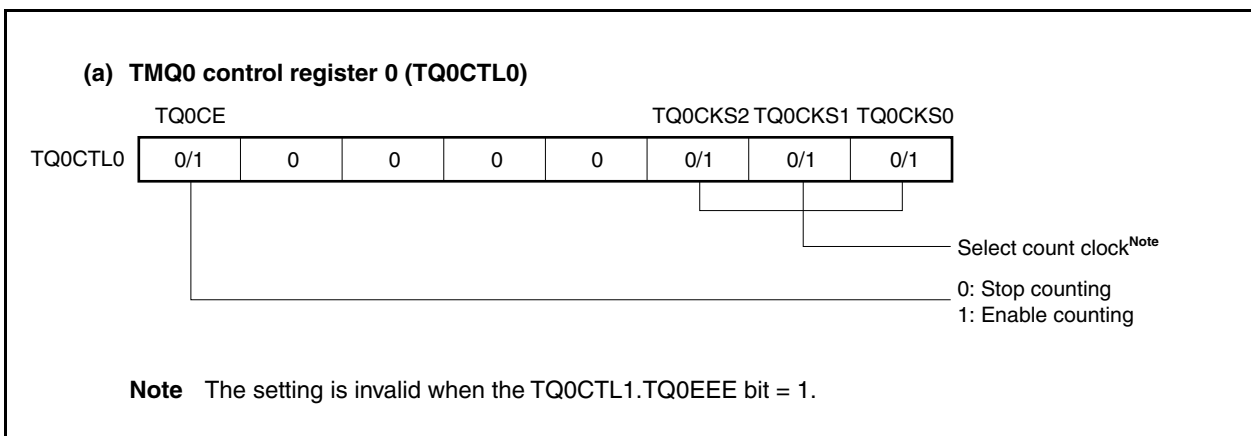 (a) TMQ0 control register 0 (TQ0CTL0)
TQ0CE TQ0CKS2 TQ0CKS1 TQ0CKS0
TQ0CTL0 0/1 0 0 0 0 0/1 0/1 0/1
Select count clockNote
0: Stop counting
1: Enable counting
Note The setting is invalid when the TQ0CTL1.TQ0EEE bit = 1.